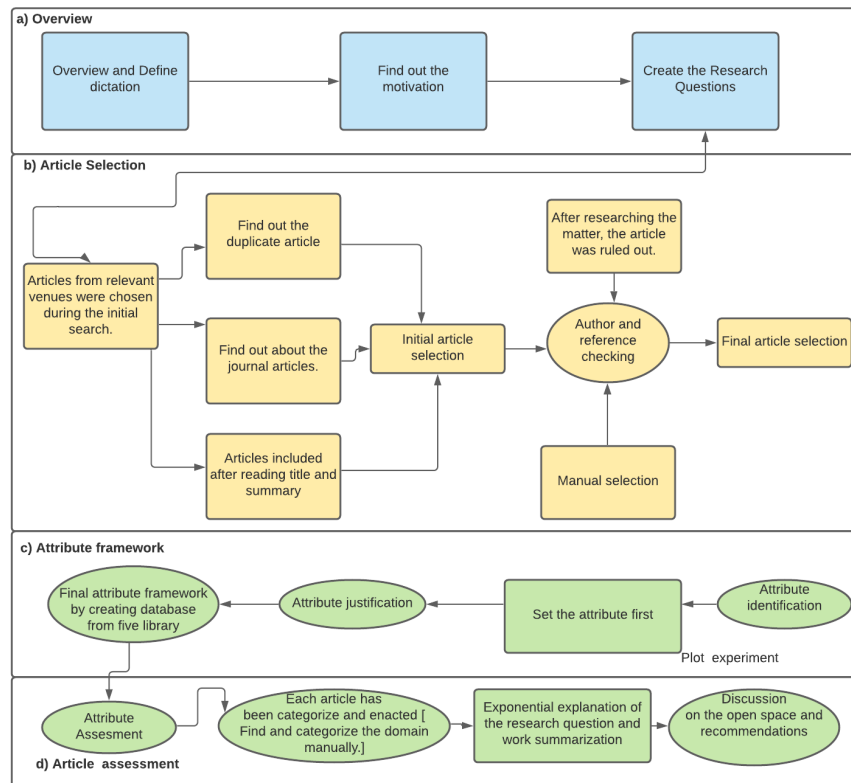 a) Overview
Overview and Define
dictation
Find out the
motivation
Create the Research
Questions
b) Article Selection
Articles from relevant
venues were chosen
during the initial
search.
Find out the
duplicate article
Find out about the
journal articles.
Articles included
after reading title and
summary
Initial article
selection
After researching the
matter, the article
was ruled out.
Author and
reference
checking
Manual selection
Final article selection
c) Attribute framework
Attribute
identification
Set the attribute first
Plot experiment
Attribute justification
Final attribute framework
by creating database
from five library
Attribute
Assesment
Each article has
been categorize and enacted [
Find and categorize the domain
manually.]
Exponential explanation of
the research question and
work summarization
Discussion
on the open space and
recommendations
d) Article assessment